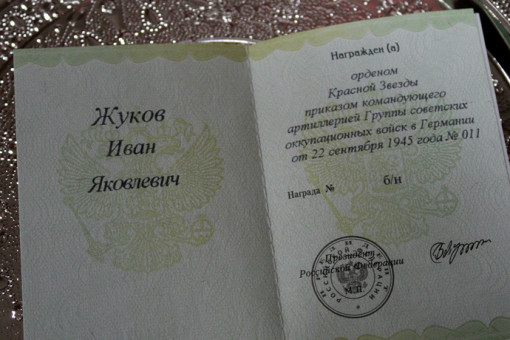 Жуков
Иван
Яковлевич
Награжден (а)
орденом
Красной Звезды
приказом командующего
артиллерией Группы советских
оккупационных войск в Германии
от 22 сентября 1945 года № 011
Награда №
б/н
Президент
Российской Федерации
М.П.